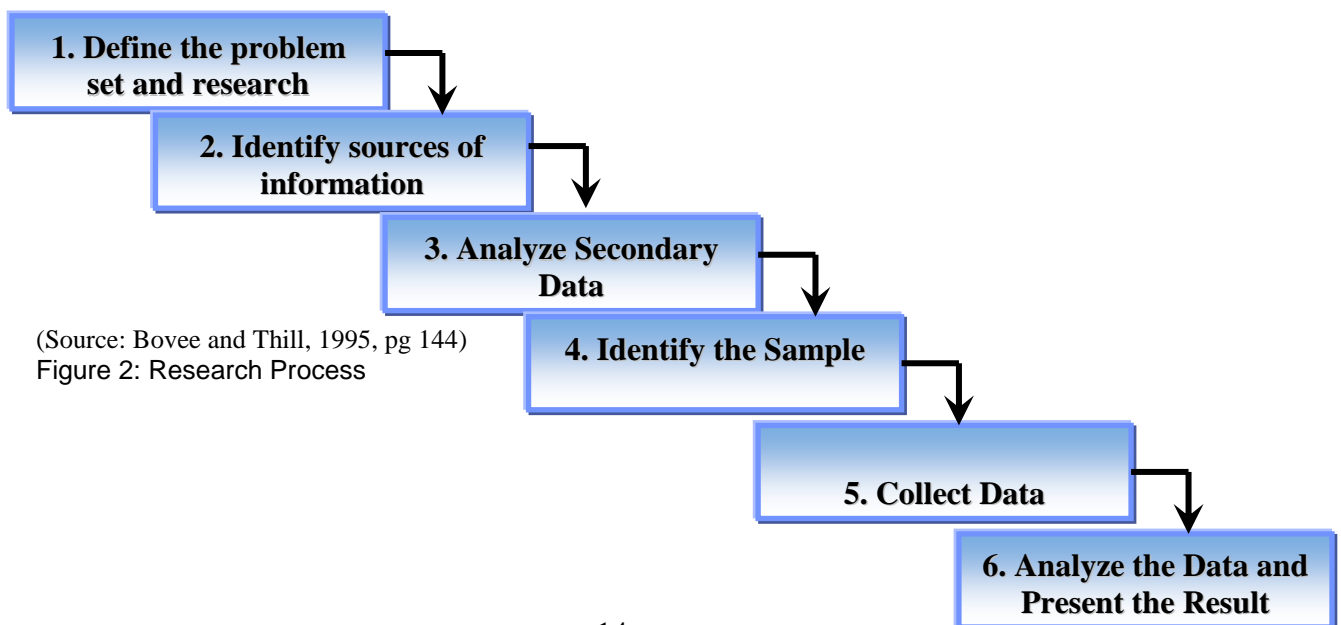 1. Define the problem
set and research
2. Identify sources of
information
3. Analyze Secondary
Data
(Source: Bovee and Thill, 1995, pg 144)
Figure 2: Research Process
4. Identify the Sample
5. Collect Data
6. Analyze the Data and
Present the Result